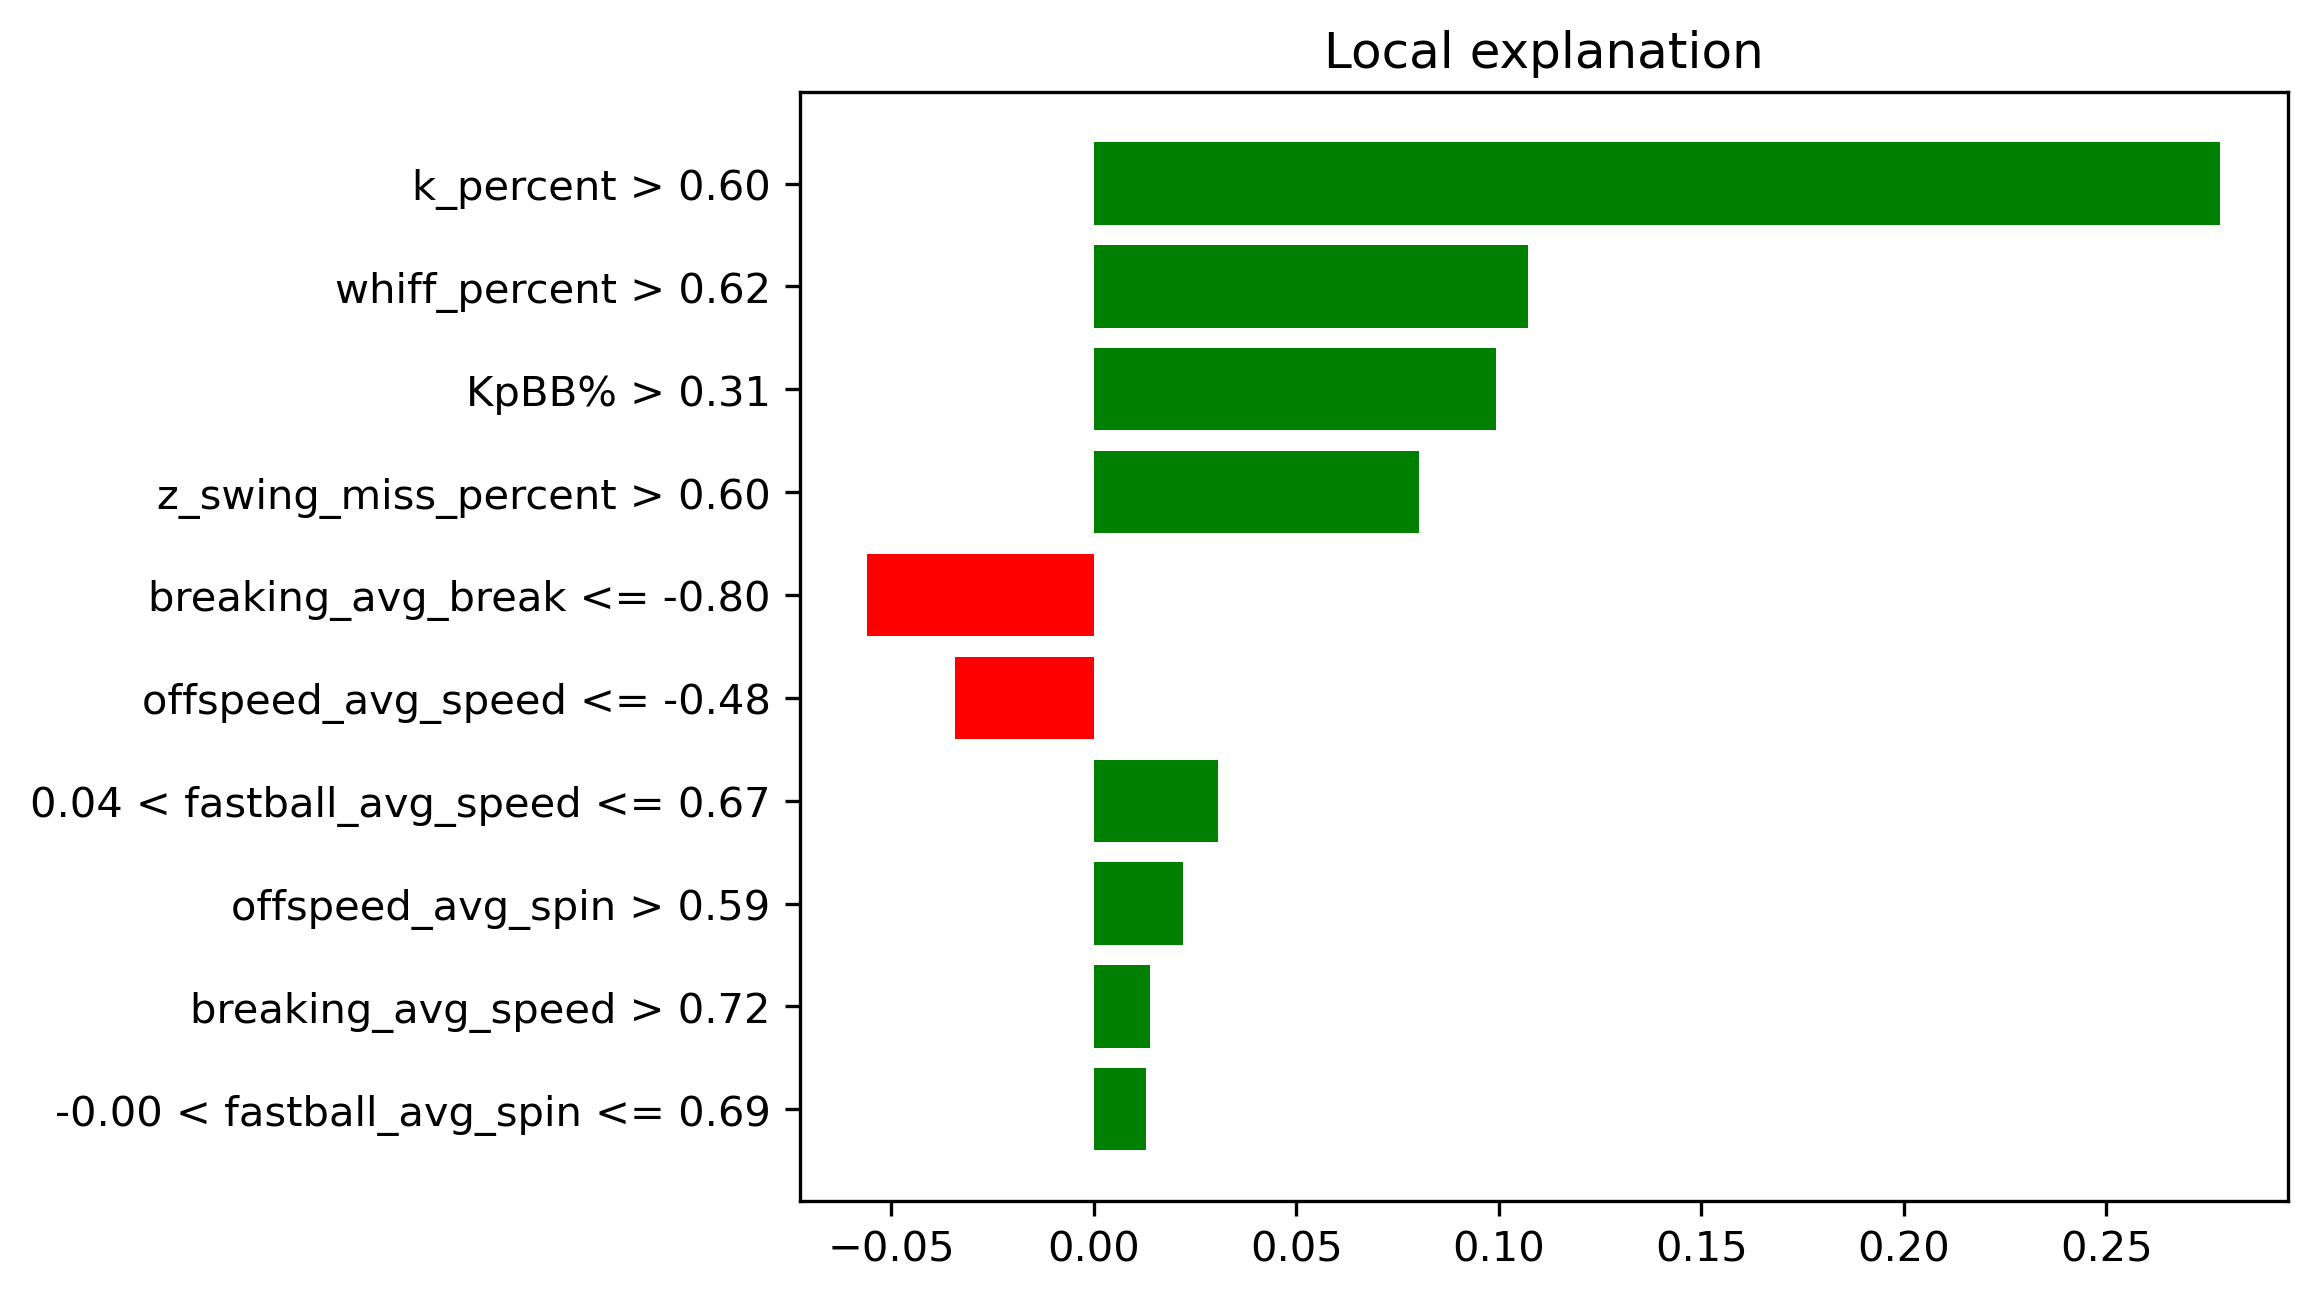 Local explanation
k_percent > 0.60
whiff_percent > 0.62
KpBB% > 0.31
z_swing_miss_percent > 0.60
breaking_avg_break <= -0.80
offspeed_avg_speed <= -0.48
0.04 < fastball_avg_speed <= 0.67
offspeed_avg_spin > 0.59
breaking_avg_speed > 0.72
-0.00 < fastball_avg_spin <= 0.69
−0.05 0.00 0.05 0.10 0.15 0.20 0.25